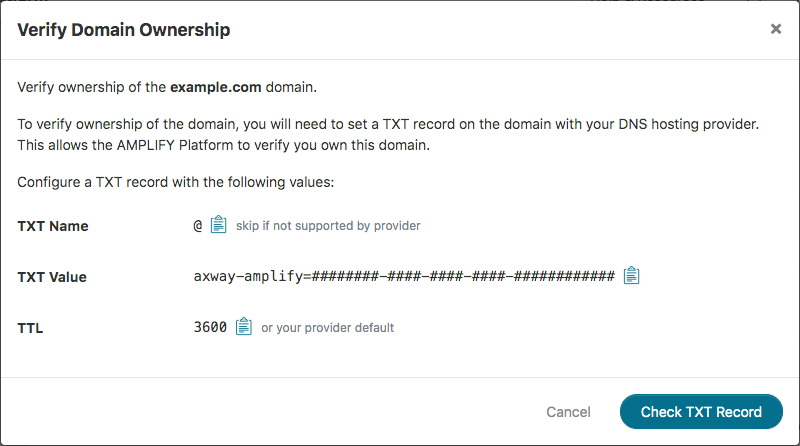 Verify Domain Ownership ×
Verify ownership of the example.com domain.
To verify ownership of the domain, you will need to set a TXT record on the domain with your DNS hosting provider.
This allows the AMPLIFY Platform to verify you own this domain.
Configure a TXT record with the following values:
TXT Name @ skip if not supported by provider
TXT Value axway-amplify=########-####-####-####-############
TTL 3600 or your provider default
Cancel Check TXT Record